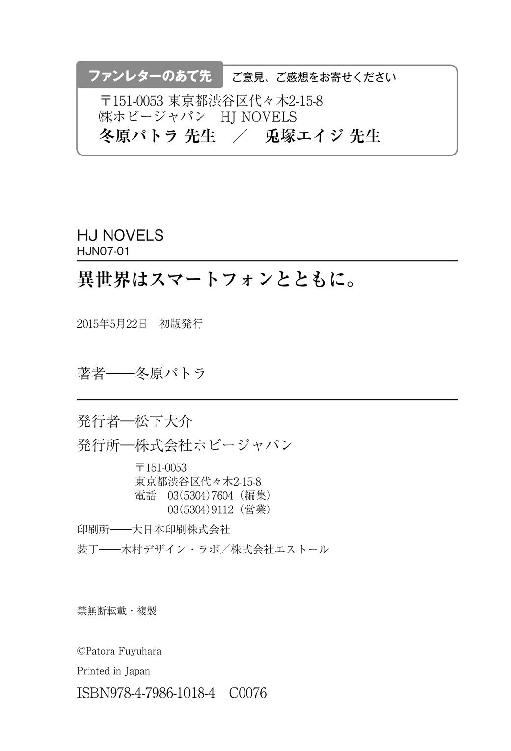 ファンレターのあて先 ご意見、ご感想をお寄せください
〒151-0053 東京都渋谷区代々木2-15-8
㈱ホビージャパン HJ NOVELS
冬原パトラ 先生 ／ 兎塚エイジ 先生
HJ NOVELS
HJN07-01
異世界はスマートフォンとともに。
2015年5月22日 初版発行
著者――冬原パトラ
発行者―松下大介
発行所―株式会社ホビージャパン
〒151-0053
東京都渋谷区代々木2-15-8
電話 03(5304)7604（編集）
03(5304)9112（営業）
印刷所――大日本印刷株式会社
装丁――木村デザイン・ラボ／株式会社エストール
禁無断転載・複製
©Patora Fuyuhara
Printed in Japan
ISBN978-4-7986-1018-4 C0076